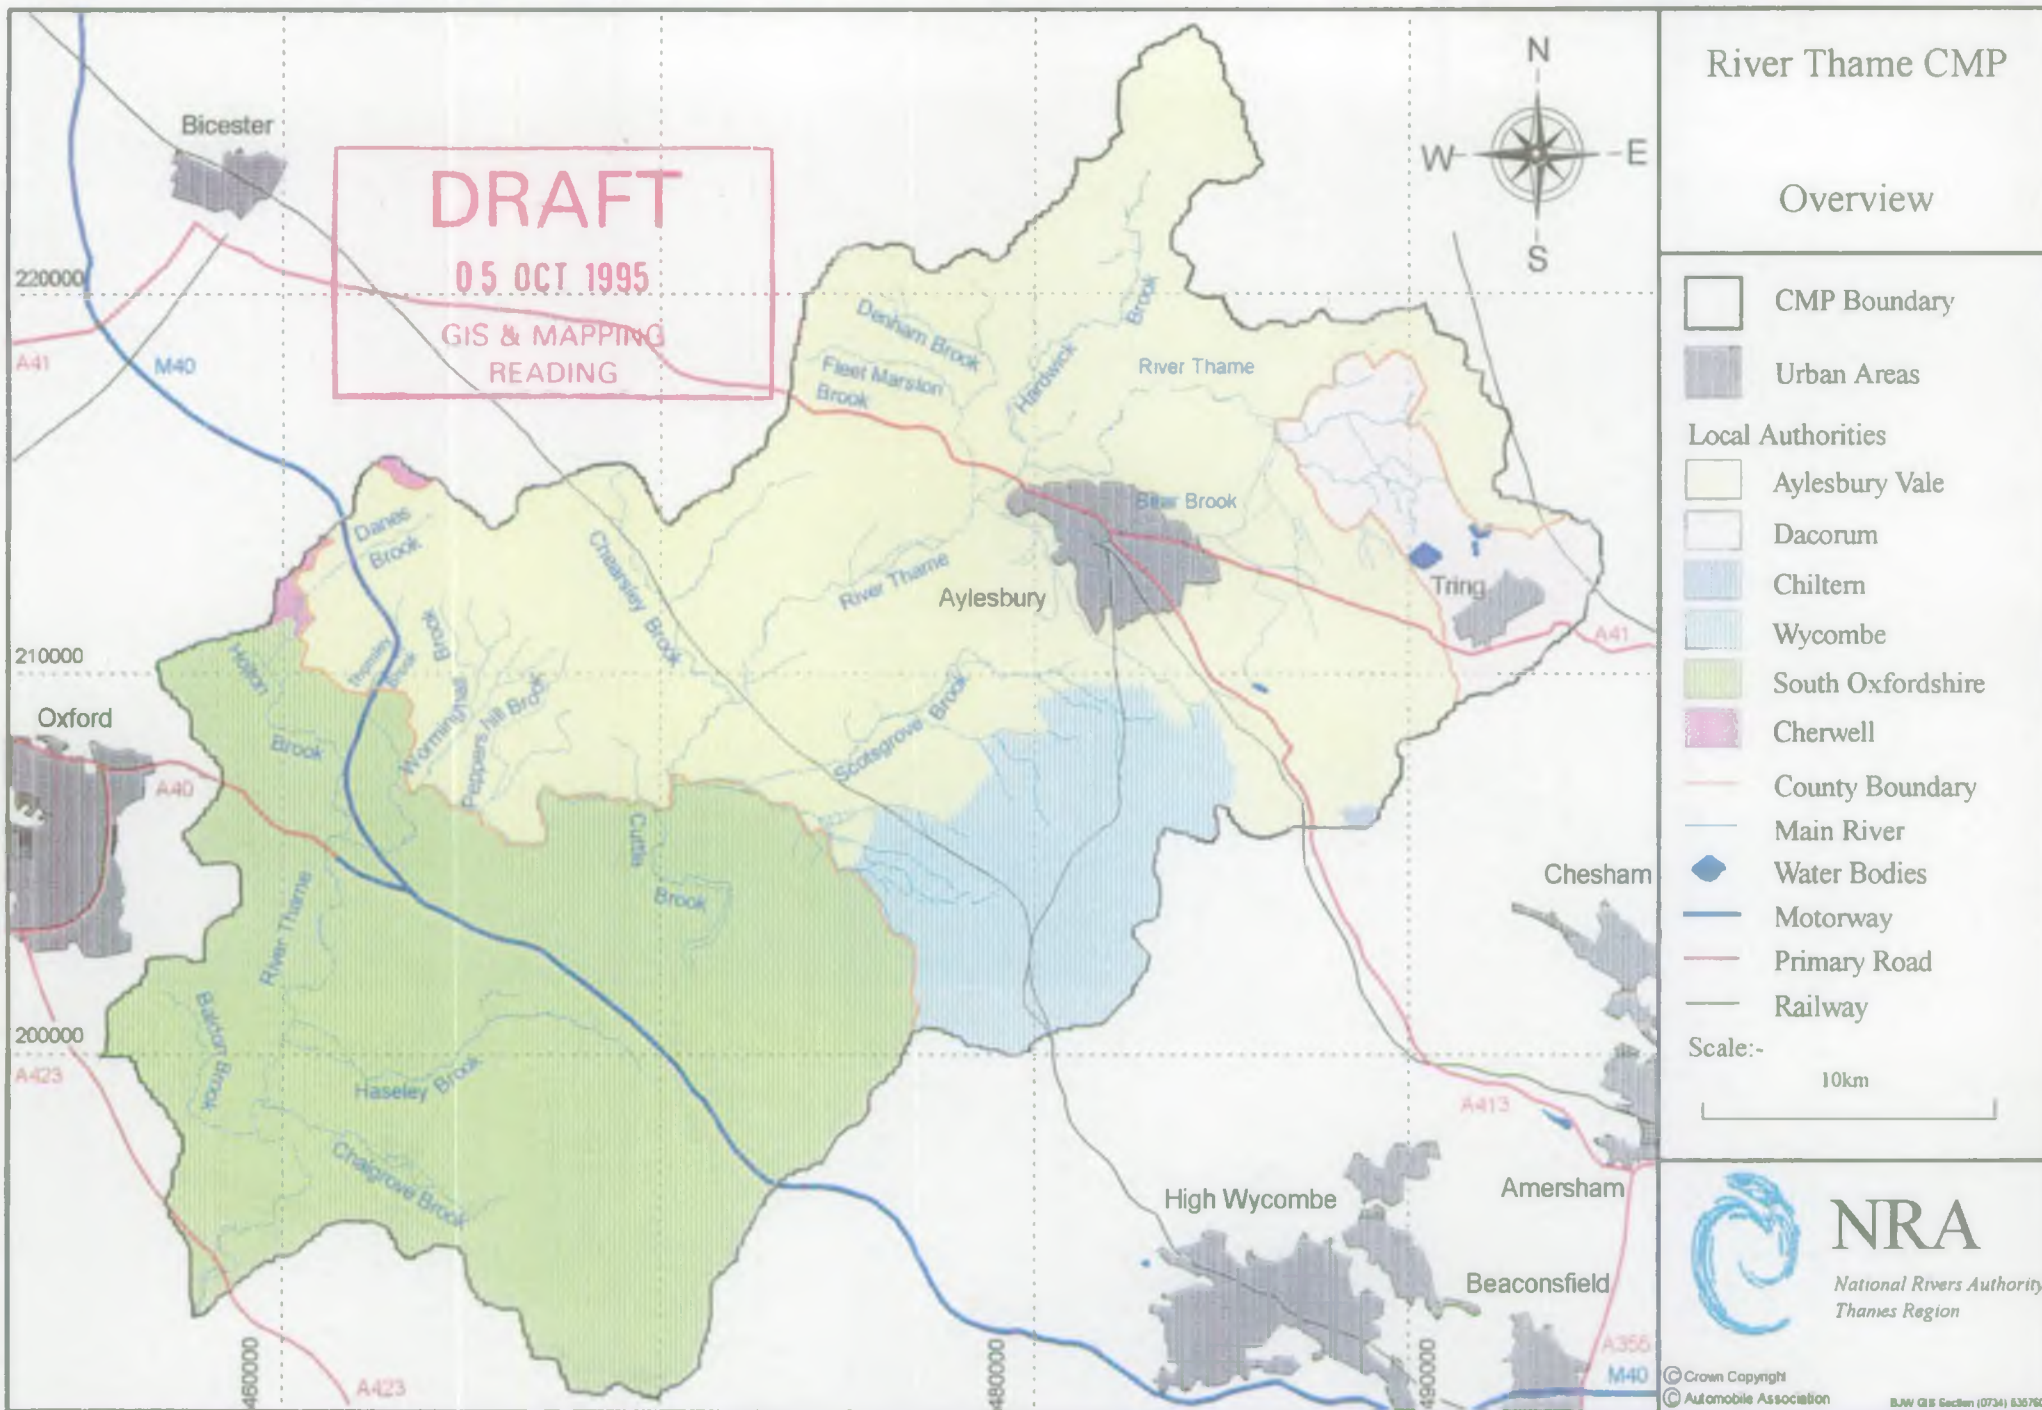 River Thame CMP
Overview
CMP Boundary
Urban Areas
Local Authorities
Aylesbury Vale
Dacorum
Chiltern
Wycombe
South Oxfordshire
Cherwell
County Boundary
Main River
Water Bodies
Motorway
Primary Road
Railway
Scale:-
10km
NRA
National Rivers Authority
Thames Region
© Crown Copyright
© Automobile Association
N
W
E
S
DRAFT
05 OCT 1995
GIS & MAPPING
READING
Bicester
220000
A41
M40
Denham Brook
Fleet Marston
Brook
Hardwick
Brook
River Thame
Bear Brook
Danes
Brook
Chearsley Brook
River Thame
Aylesbury
Tring
A41
210000
Holton
Brook
Worminghall
Brook
Peppers hill Brook
Scotsgrove Brook
Oxford
A40
River Thame
Cuttle
Brook
Chesham
Baldon Brook
200000
A423
Haseley Brook
Chalgrove Brook
A413
High Wycombe
Amersham
Beaconsfield
A355
M40
A423
460000
480000
490000